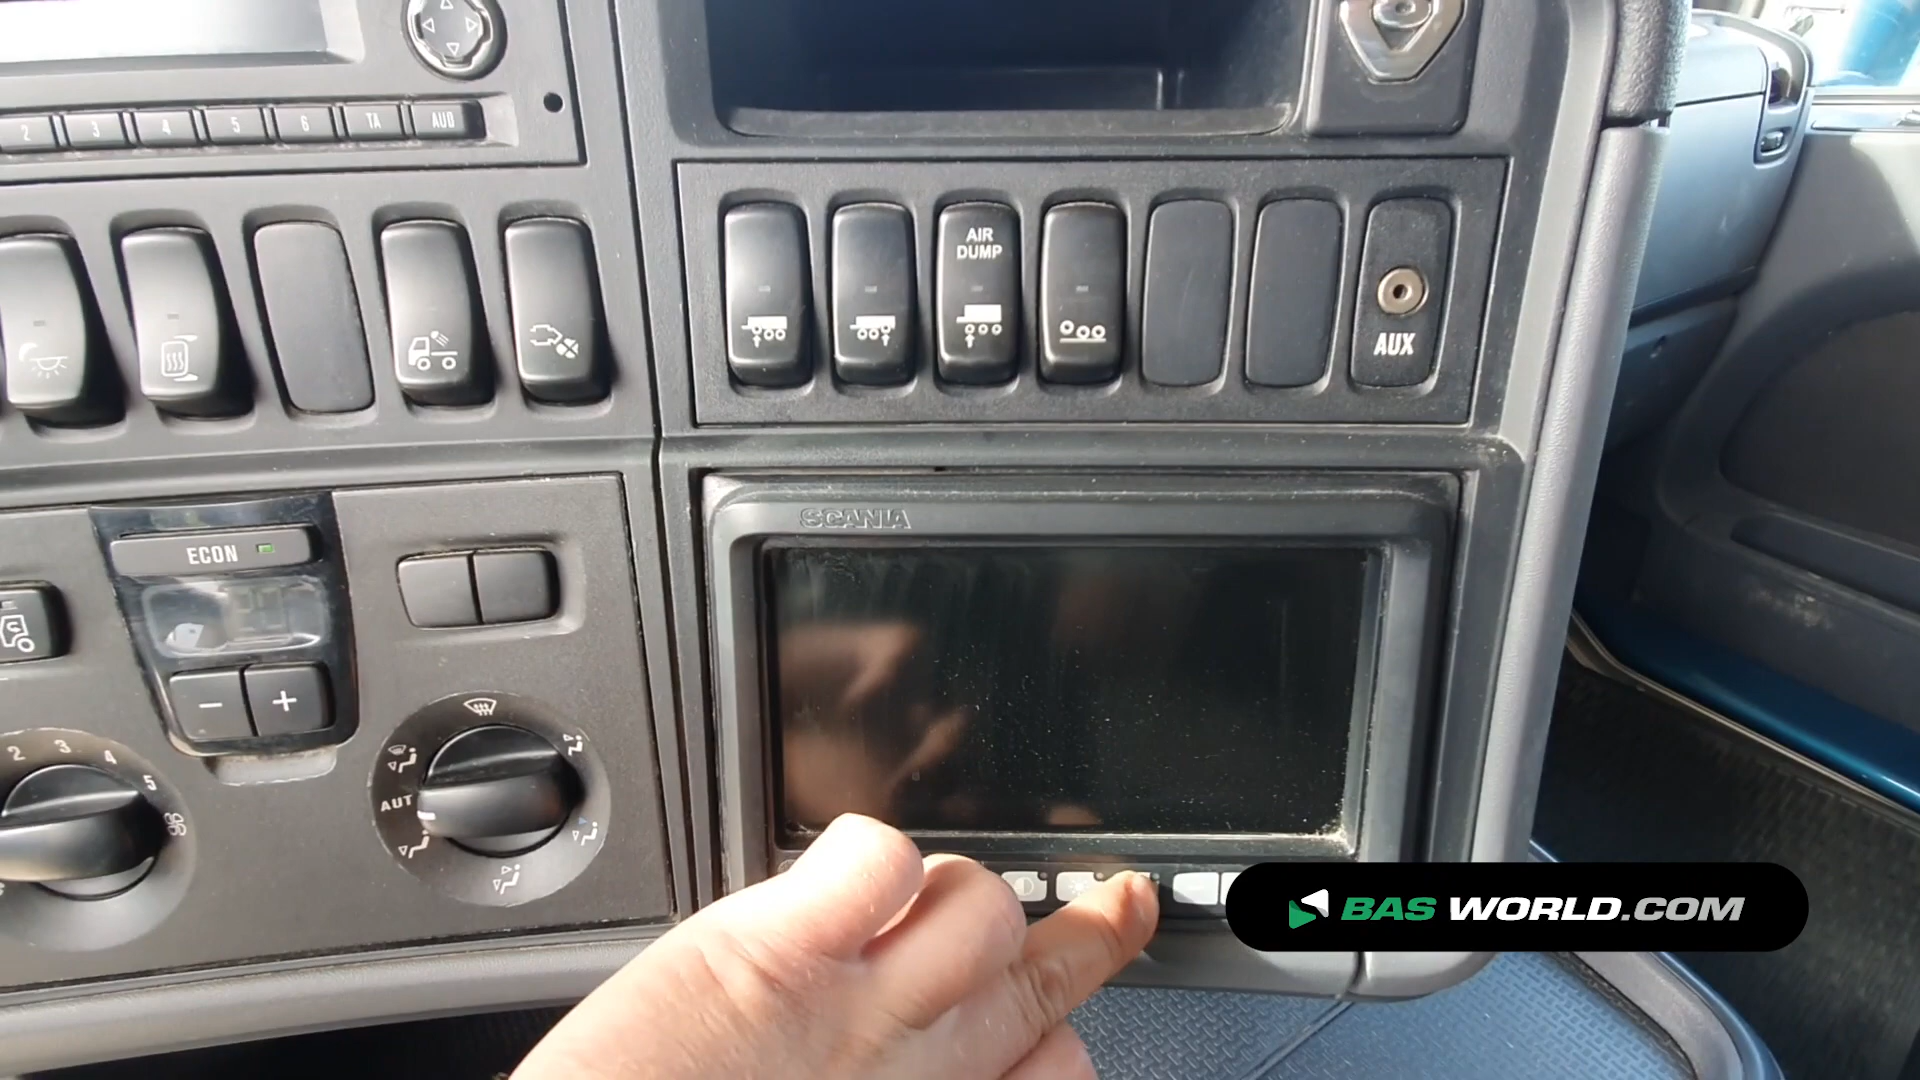 2 3 4 5 6 TA AUD
AIR
DUMP
AUX
SCANIA
ECON
- +
2 3 4 5
AUT
BAS WORLD.COM